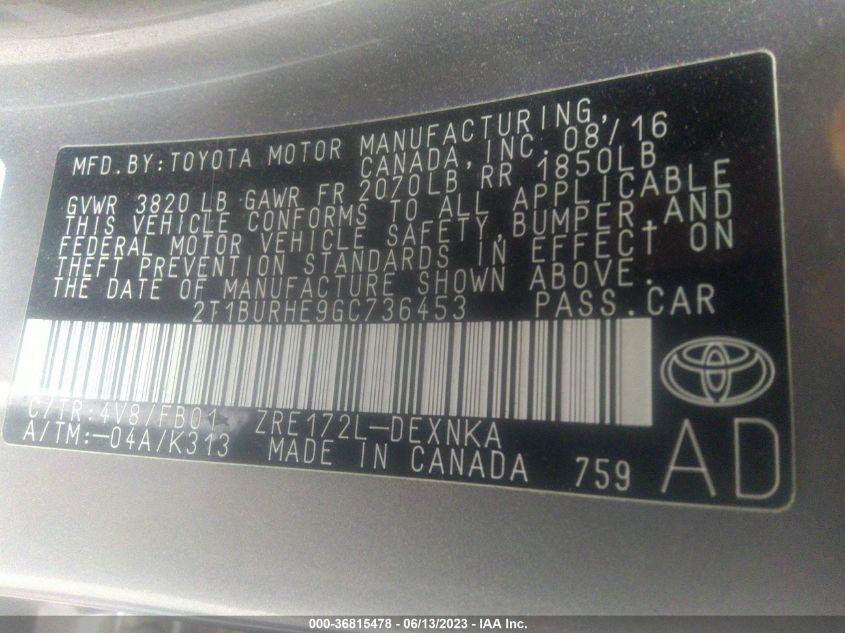 MFD.BY:TOYOTA MOTOR MANUFACTURING,
CANADA, INC. 08/16
GVWR 3820 LB GAWR FR 2070LB RR 1850LB
THIS VEHICLE CONFORMS TO ALL APPLICABLE
FEDERAL MOTOR VEHICLE SAFETY,BUMPER,AND
THEFT PREVENTION STANDARDS IN EFFECT ON
THE DATE OF MANUFACTURE SHOWN ABOVE.
2T1BURHE9GC736453 PASS.CAR
C/TR:4V8/FB01 ZRE172L-DEXNKA
A/TM:-04A/K313 MADE IN CANADA 759 AD
000-36815478 - 06/13/2023 - IAA Inc.